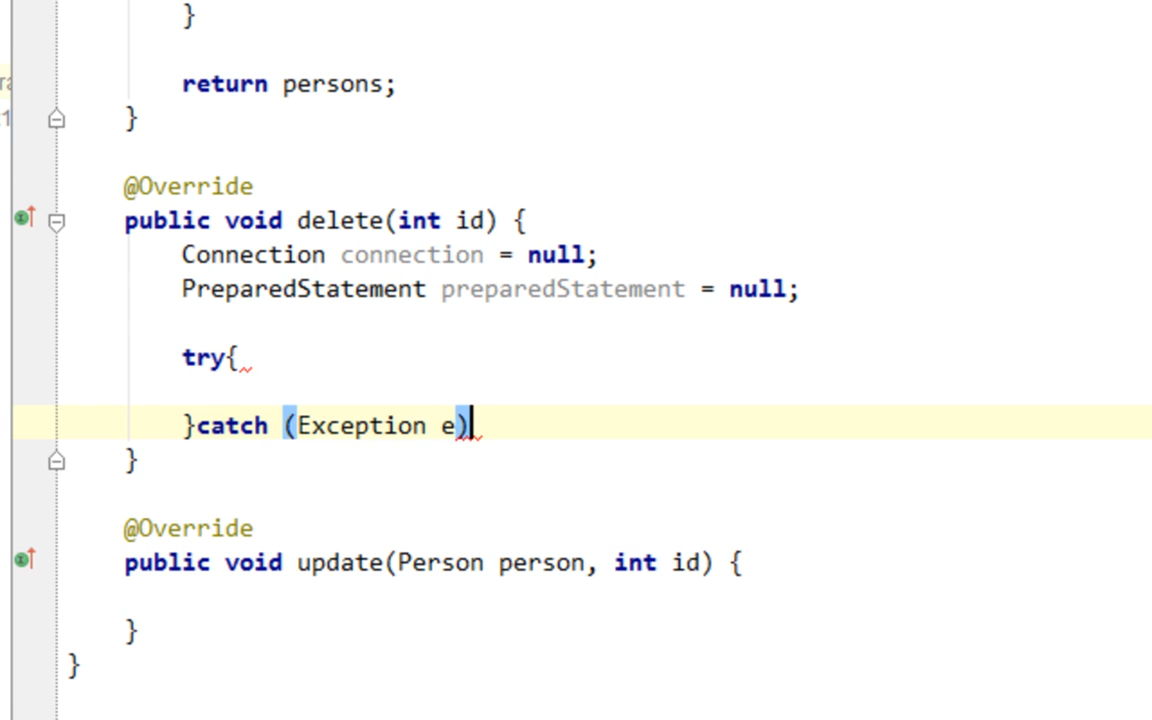 }
return persons;
}
@Override
public void delete(int id) {
Connection connection = null;
PreparedStatement preparedStatement = null;
try{
}catch (Exception e)
}
@Override
public void update(Person person, int id) {
}
}